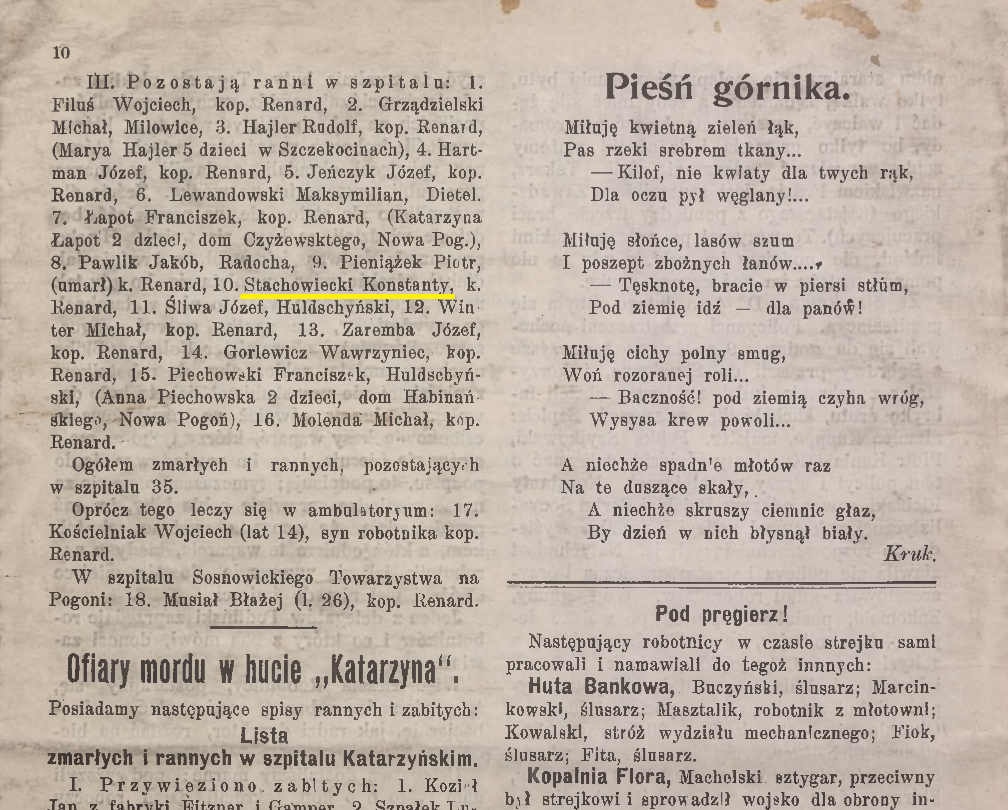 10
III. Pozostają ranni w szpitalu: 1.
Filuś Wojciech, kop. Renard, 2. Grządzielski
Michał, Milowice, 3. Hajler Rudolf, kop. Renard,
(Marya Hajler 5 dzieci w Szczekocinach), 4. Hart-
man Józef, kop. Renard, 5. Jeńczyk Józef, kop.
Renard, 6. Lewandowski Maksymilian, Dietel.
7. Łapot Franciszek, kop. Renard, (Katarzyna
Łapot 2 dzieci, dom Czyżewsktego, Nowa Pog.),
8. Pawlik Jakób, Radocha, 9. Pieniążek Piotr,
(umarł) k. Renard, 10. Stachowiecki Konstanty, k.
Renard, 11. Śliwa Józef, Huldschyński, 12. Win
ter Michał, kop. Renard, 13. Zaremba Józef,
kop. Renard, 14. Gorlewicz Wawrzyniec, kop.
Renard, 15. Piechowski Franciszek, Huldschyń-
ski, (Anna Piechowska 2 dzieci, dom Habinań-
skiego, Nowa Pogoń), 16. Molenda Michał, kop.
Renard.
Ogółem zmarłych i rannych, pozostających
w szpitalu 35.
Oprócz tego leczy się w ambulatoryum: 17.
Kościelniak Wojciech (lat 14), syn robotnika kop.
Renard.
W szpitalu Sosnowickiego Towarzystwa na
Pogoni: 18. Musiał Błażej (l. 26), kop. Renard.
Ofiary mordu w hucie „Katarzyna".
Posiadamy następujące spisy rannych i zabitych:
Lista
zmarłych i rannych w szpitalu Katarzyńskim.
I. Przywieziono zabitych: 1. Kozieł
Jan z fabryki Fitzner i Gamper, 2.
Pieśń górnika.
Miłuję kwietną zieleń łąk,
Pas rzeki srebrem tkany...
— Kilof, nie kwiaty dla twych rąk,
Dla oczu pył węglany!...
Miłuję słońce, lasów szum
I poszept zbożnych łanów....
— Tęsknotę, bracie w piersi stłúm,
Pod ziemię idź — dla panów!
Miłuję cichy polny smug,
Woń rozoranej roli...
— Baczność! pod ziemią czyha wróg,
Wysysa krew powoli...
A niechże spadnie młotów raz
Na te duszące skały,
A niechże skruszy ciemnic głaz,
By dzień w nich błysnął biały.
Kruk.
Pod pręgierz!
Następujący robotnicy w czasie strejku sami
pracowali i namawiali do tegoż innnych:
Huta Bankowa, Buczyński, ślusarz; Marcin-
kowski, ślusarz; Masztalik, robotnik z młotowni;
Kowalski, stróż wydziału mechanicznego; Fiok,
ślusarz; Fita, ślusarz.
Kopalnia Flora, Macholski sztygar, przeciwny
był strejkowi i sprowadził wojsko dla obrony in-